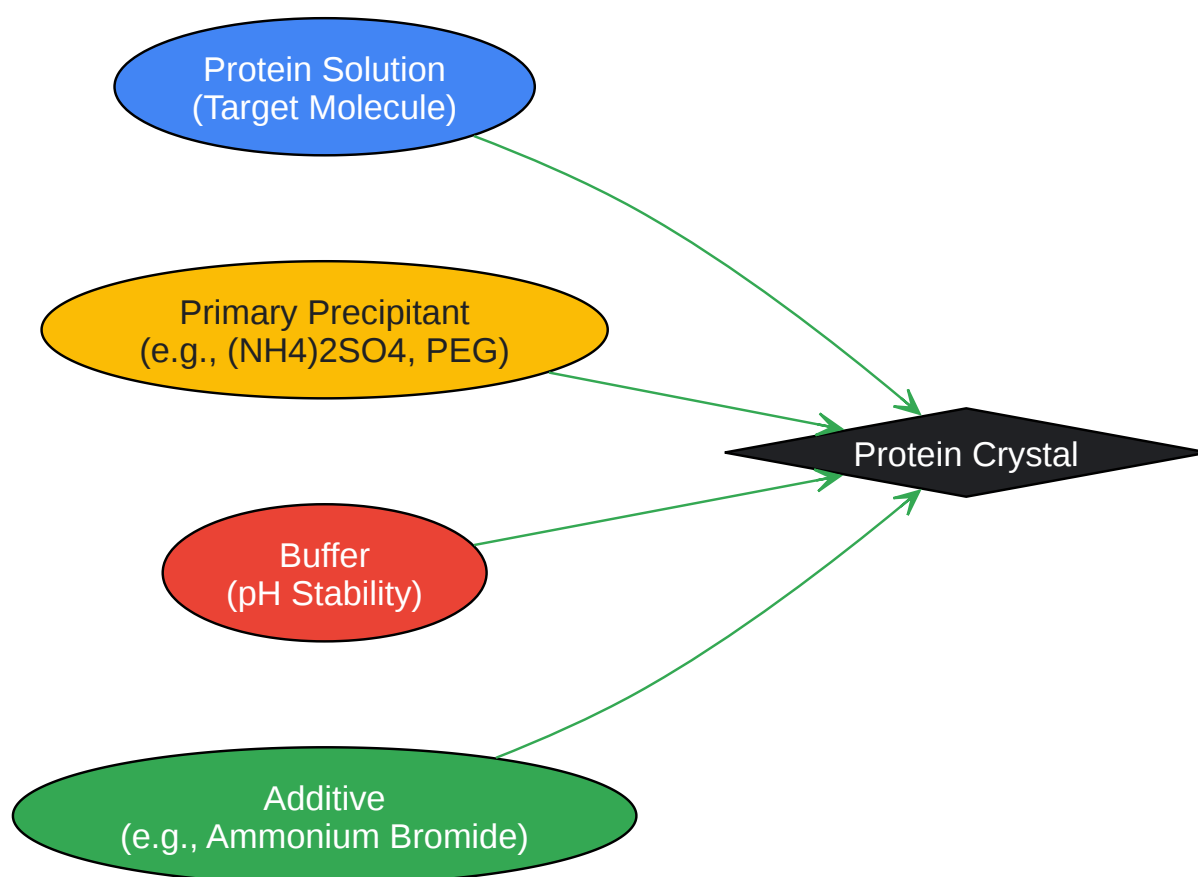 Protein Solution
(Target Molecule)
Primary Precipitant
(e.g., (NH4)2SO4, PEG)
Protein Crystal
Buffer
(pH Stability)
Additive
(e.g., Ammonium Bromide)